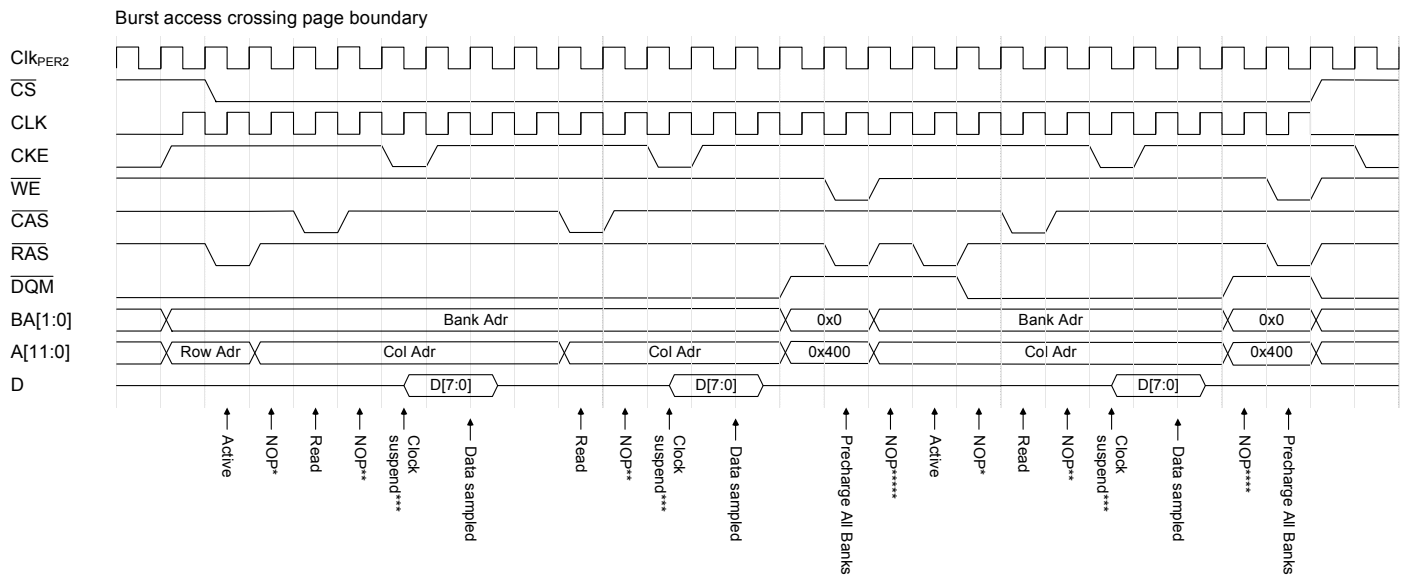 Burst access crossing page boundary
ClkPER2
CS
CLK
CKE
WE
CAS
RAS
DQM
BA[1:0]
Bank Adr
0x0
Bank Adr
0x0
A[11:0]
Row Adr
Col Adr
Col Adr
0x400
Col Adr
0x400
D
D[7:0]
D[7:0]
D[7:0]
Active
NOP*
Read
NOP**
Clock
suspend***
Data sampled
Read
NOP**
Clock
suspend***
Data sampled
Precharge All Banks
NOP*****
Active
NOP*
Read
NOP**
Clock
suspend***
Data sampled
NOP****
Precharge All Banks